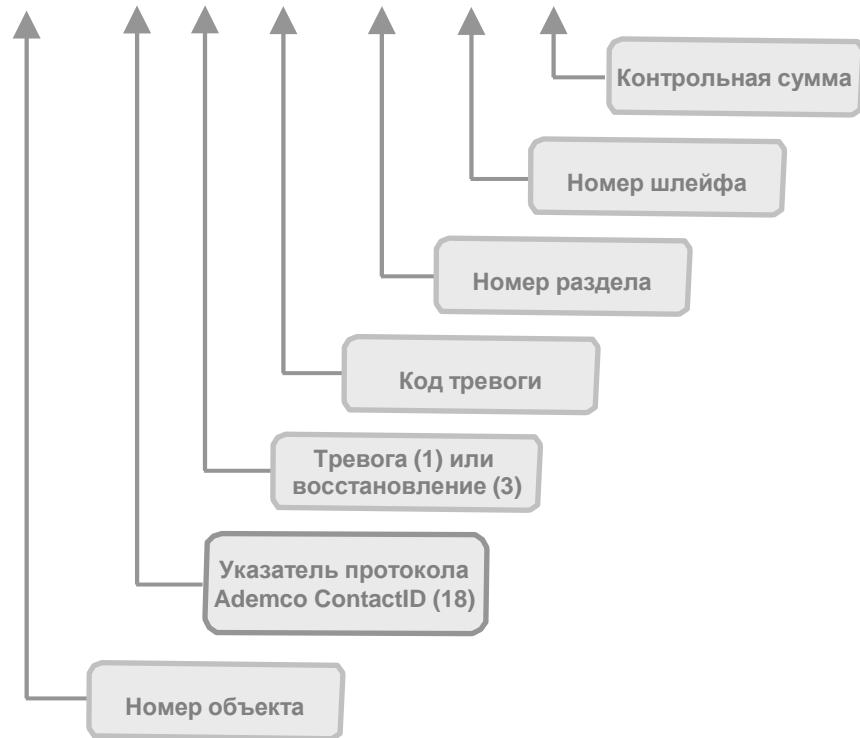 Контрольная сумма
Номер шлейфа
Номер раздела
Код тревоги
Тревога (1) или
восстановление (3)
Указатель протокола
Ademco ContactID (18)
Номер объекта